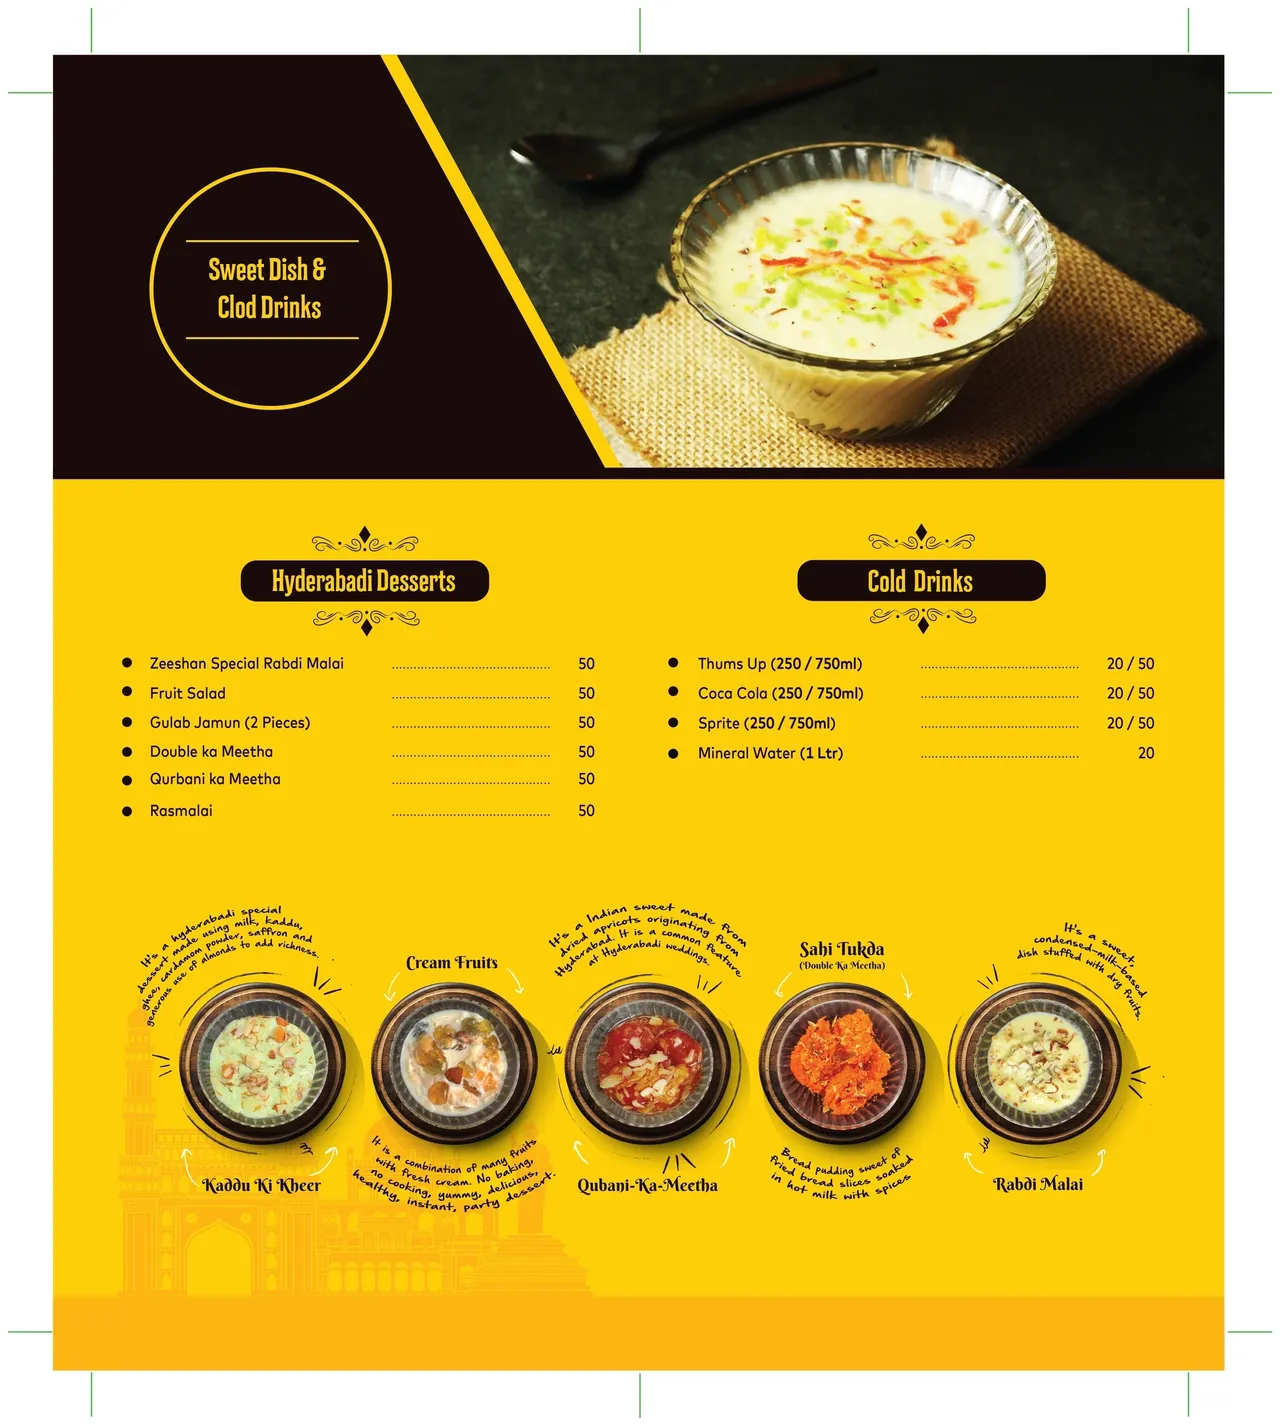 Sweet Dish &
Clod Drinks
Hyderabadi Desserts
Zeeshan Special Rabdi Malai ........................................... 50
Fruit Salad ........................................... 50
Gulab Jamun (2 Pieces) ........................................... 50
Double ka Meetha ........................................... 50
Qurbani ka Meetha ........................................... 50
Rasmalai ........................................... 50
Cold Drinks
Thums Up (250 / 750ml) ........................................... 20 / 50
Coca Cola (250 / 750ml) ........................................... 20 / 50
Sprite (250 / 750ml) ........................................... 20 / 50
Mineral Water (1 Ltr) ........................................... 20
It's a hyderabadi special
dessert made using milk, kaddu,
ghee, cardamom powder, saffron and
generous use of almonds to add richness.
Kaddu Ki Kheer
Cream Fruits
It is a combination of many fruits
with fresh cream. No baking,
no cooking, yummy, delicious,
healthy, instant, party dessert.
It's a Indian sweet made from
dried apricots originating from
Hyderabad. It is a common feature
at Hyderabadi weddings.
Qubani-Ka-Meetha
Sahi Tukda
(Double Ka Meetha)
Bread pudding sweet of
fried bread slices soaked
in hot milk with spices
It's a sweet,
condensed-milk-based
dish stuffed with dry fruits.
Rabdi Malai